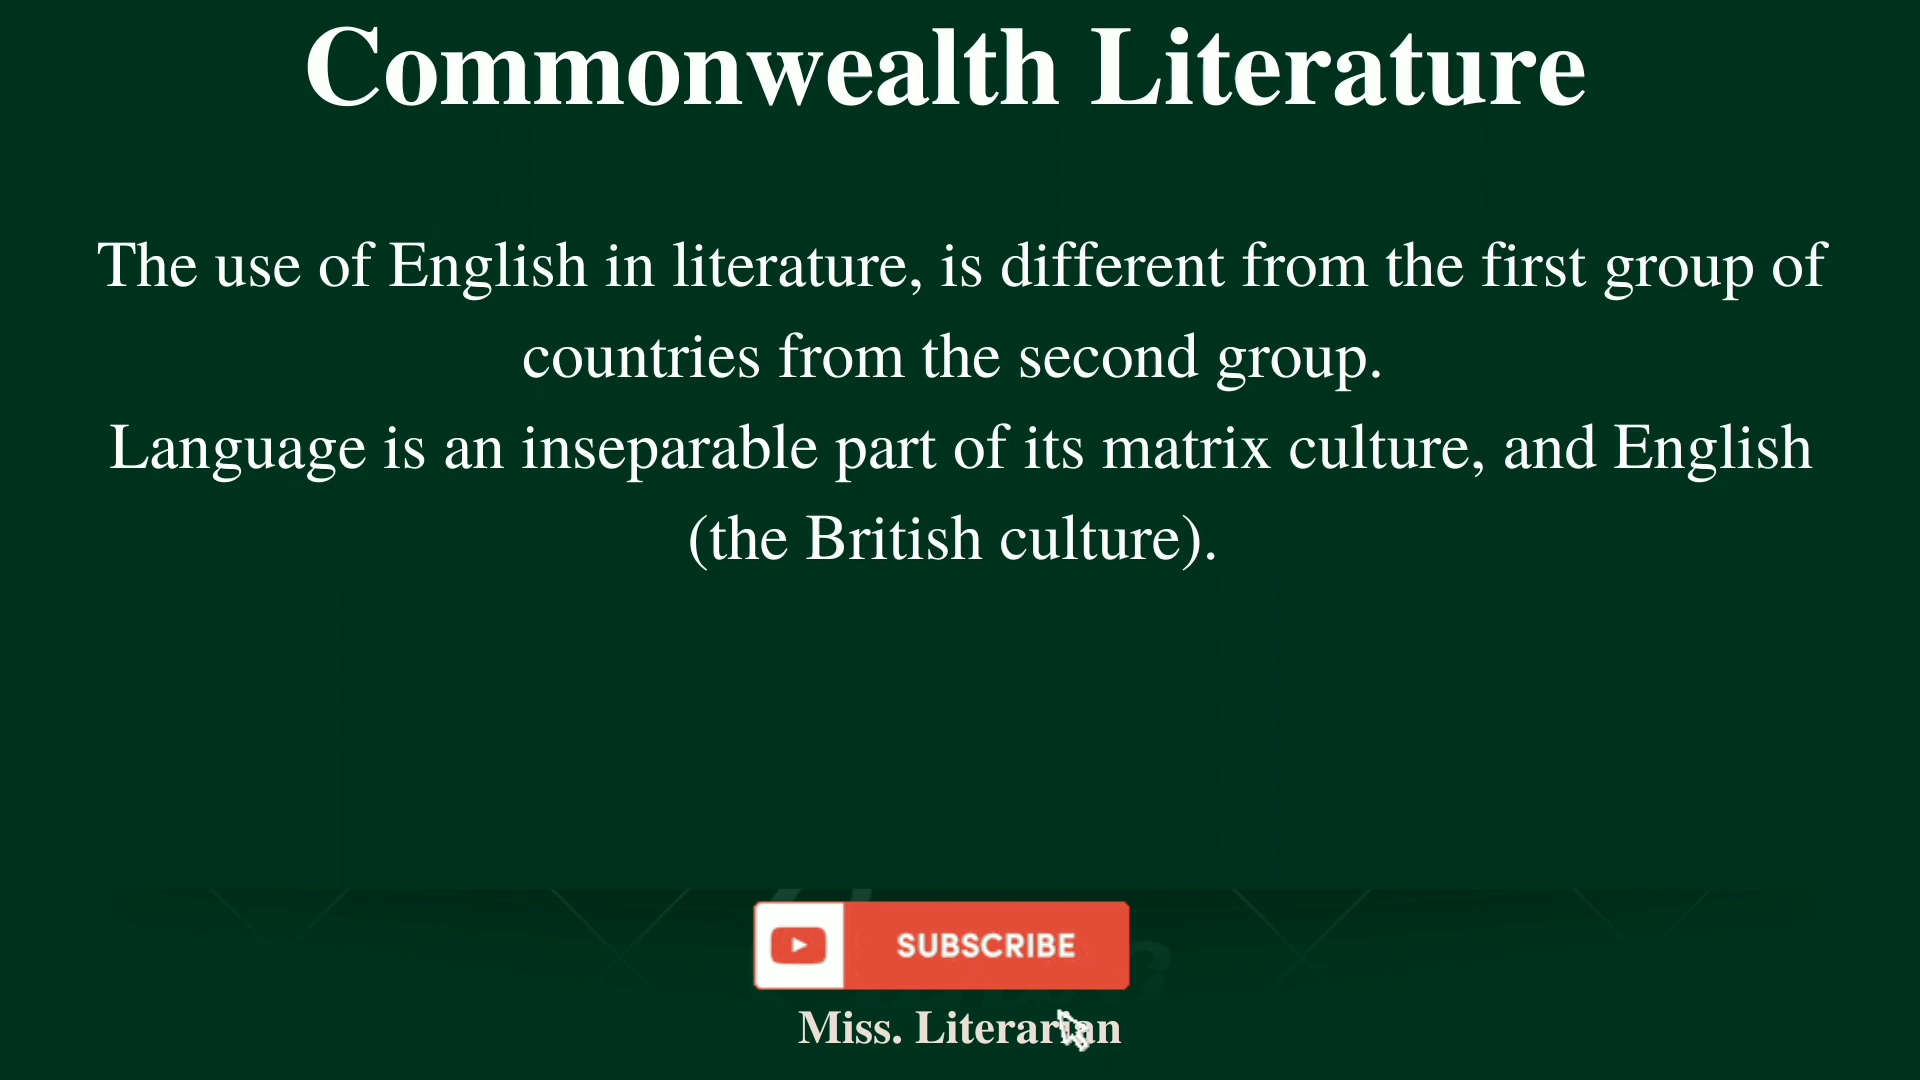 Commonwealth Literature
The use of English in literature, is different from the first group of
countries from the second group.
Language is an inseparable part of its matrix culture, and English
(the British culture).
SUBSCRIBE
Miss. Literarian